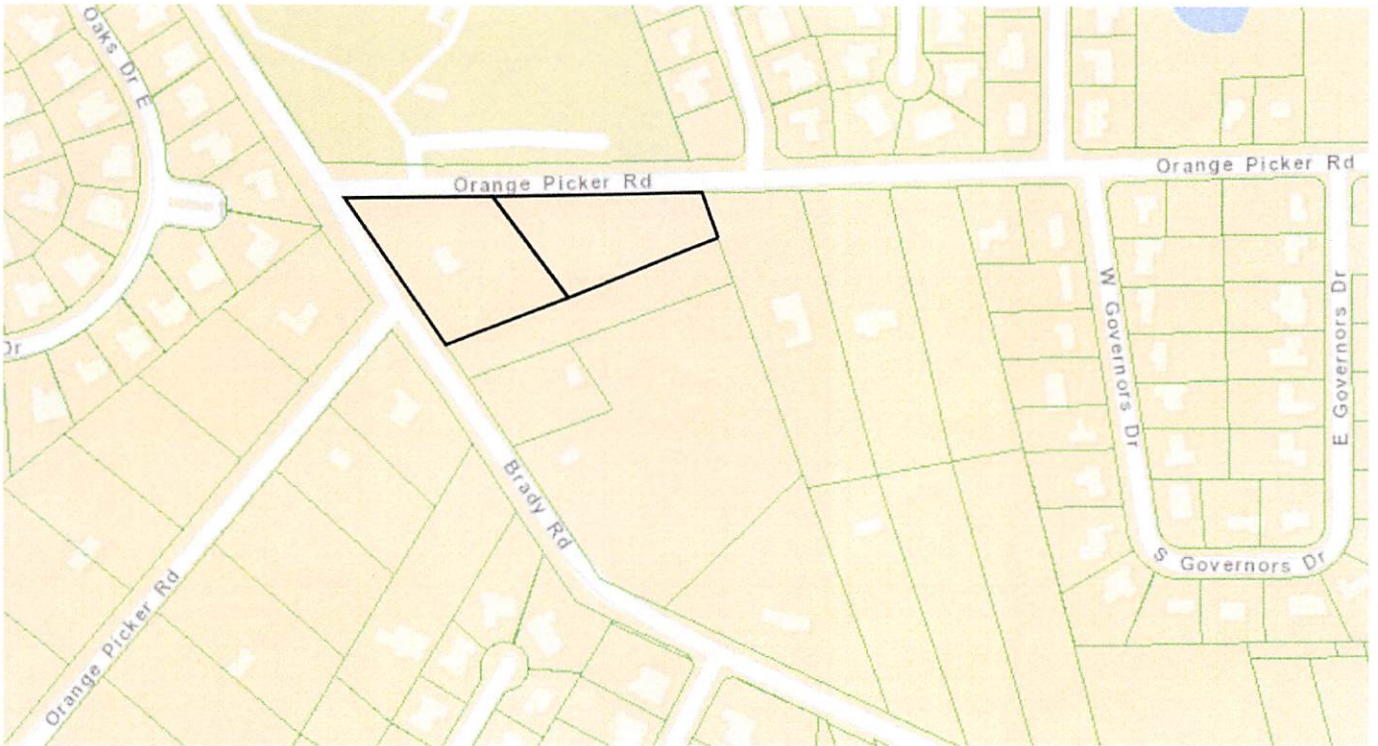 Oaks Dr E
Orange Picker Rd
Orange Picker Rd
Dr
W Governors Dr
E Governors Dr
Brady Rd
S Governors Dr
Orange Picker Rd